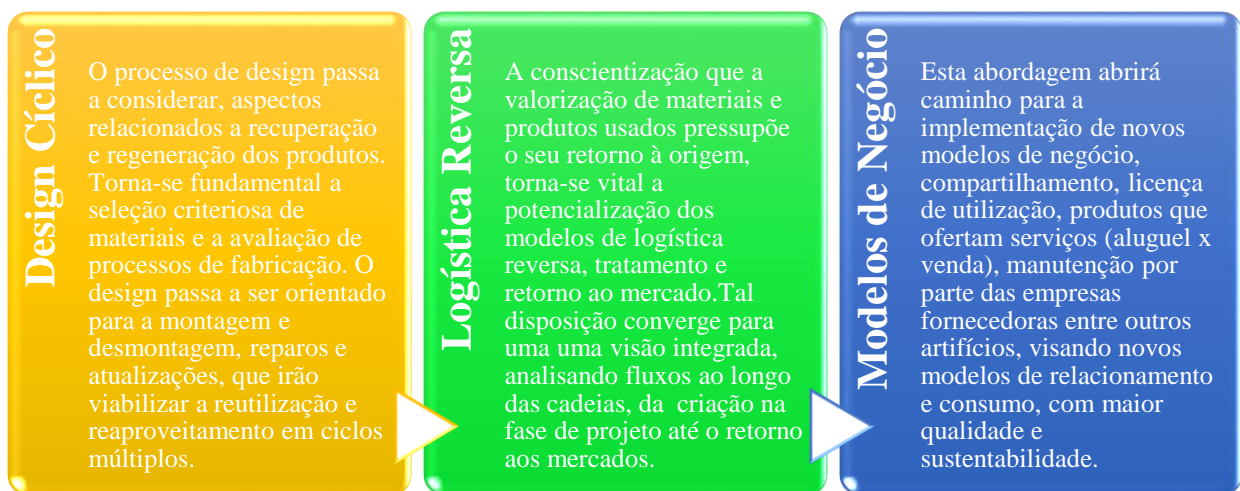 Design Cíclico
O processo de design passa
a considerar, aspectos
relacionados a recuperação
e regeneração dos produtos.
Torna-se fundamental a
seleção criteriosa de
materiais e a avaliação de
processos de fabricação. O
design passa a ser orientado
para a montagem e
desmontagem, reparos e
atualizações, que irão
viabilizar a reutilização e
reaproveitamento em ciclos
múltiplos.
Logística Reversa
A conscientização que a
valorização de materiais e
produtos usados pressupõe
o seu retorno à origem,
torna-se vital a
potencialização dos
modelos de logística
reversa, tratamento e
retorno ao mercado.Tal
disposição converge para
uma uma visão integrada,
analisando fluxos ao longo
das cadeias, da criação na
fase de projeto até o retorno
aos mercados.
Modelos de Negócio
Esta abordagem abrirá
caminho para a
implementação de novos
modelos de negócio,
compartilhamento, licença
de utilização, produtos que
ofertam serviços (aluguel x
venda), manutenção por
parte das empresas
fornecedoras entre outros
artifícios, visando novos
modelos de relacionamento
e consumo, com maior
qualidade e
sustentabilidade.